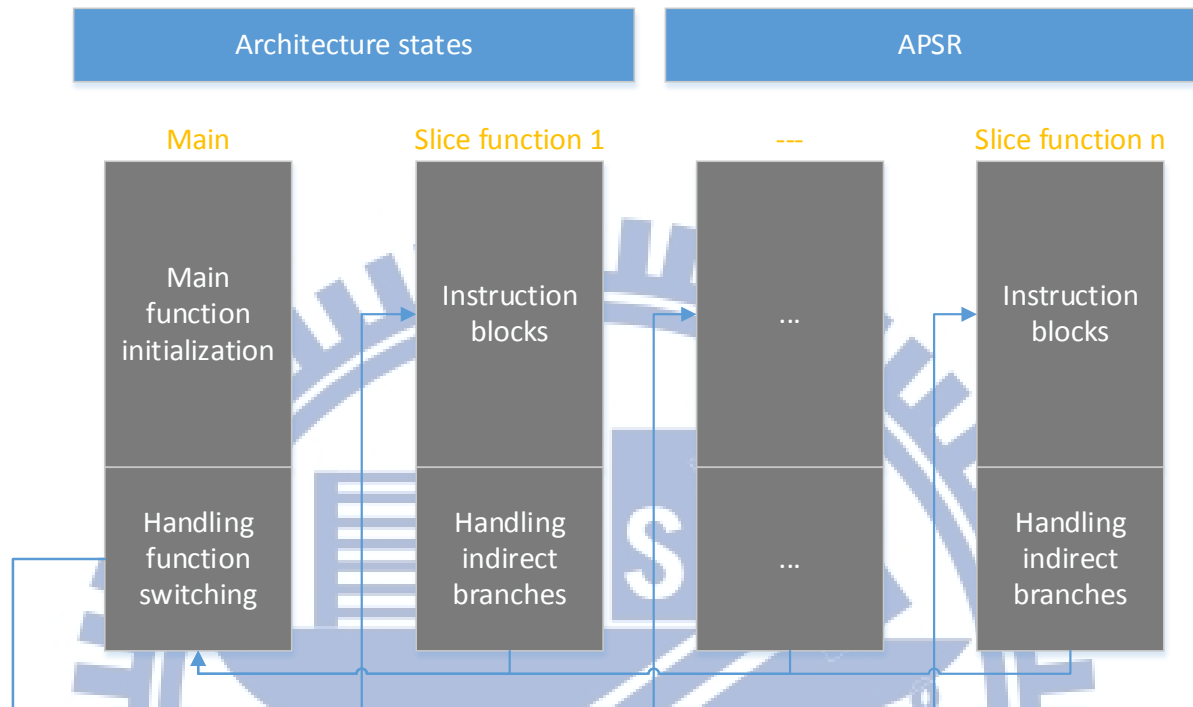 Architecture states
APSR
Main
Slice function 1
---
Slice function n
Main
function
initialization
Instruction
blocks
...
Instruction
blocks
Handling
function
switching
Handling
indirect
branches
...
Handling
indirect
branches
S